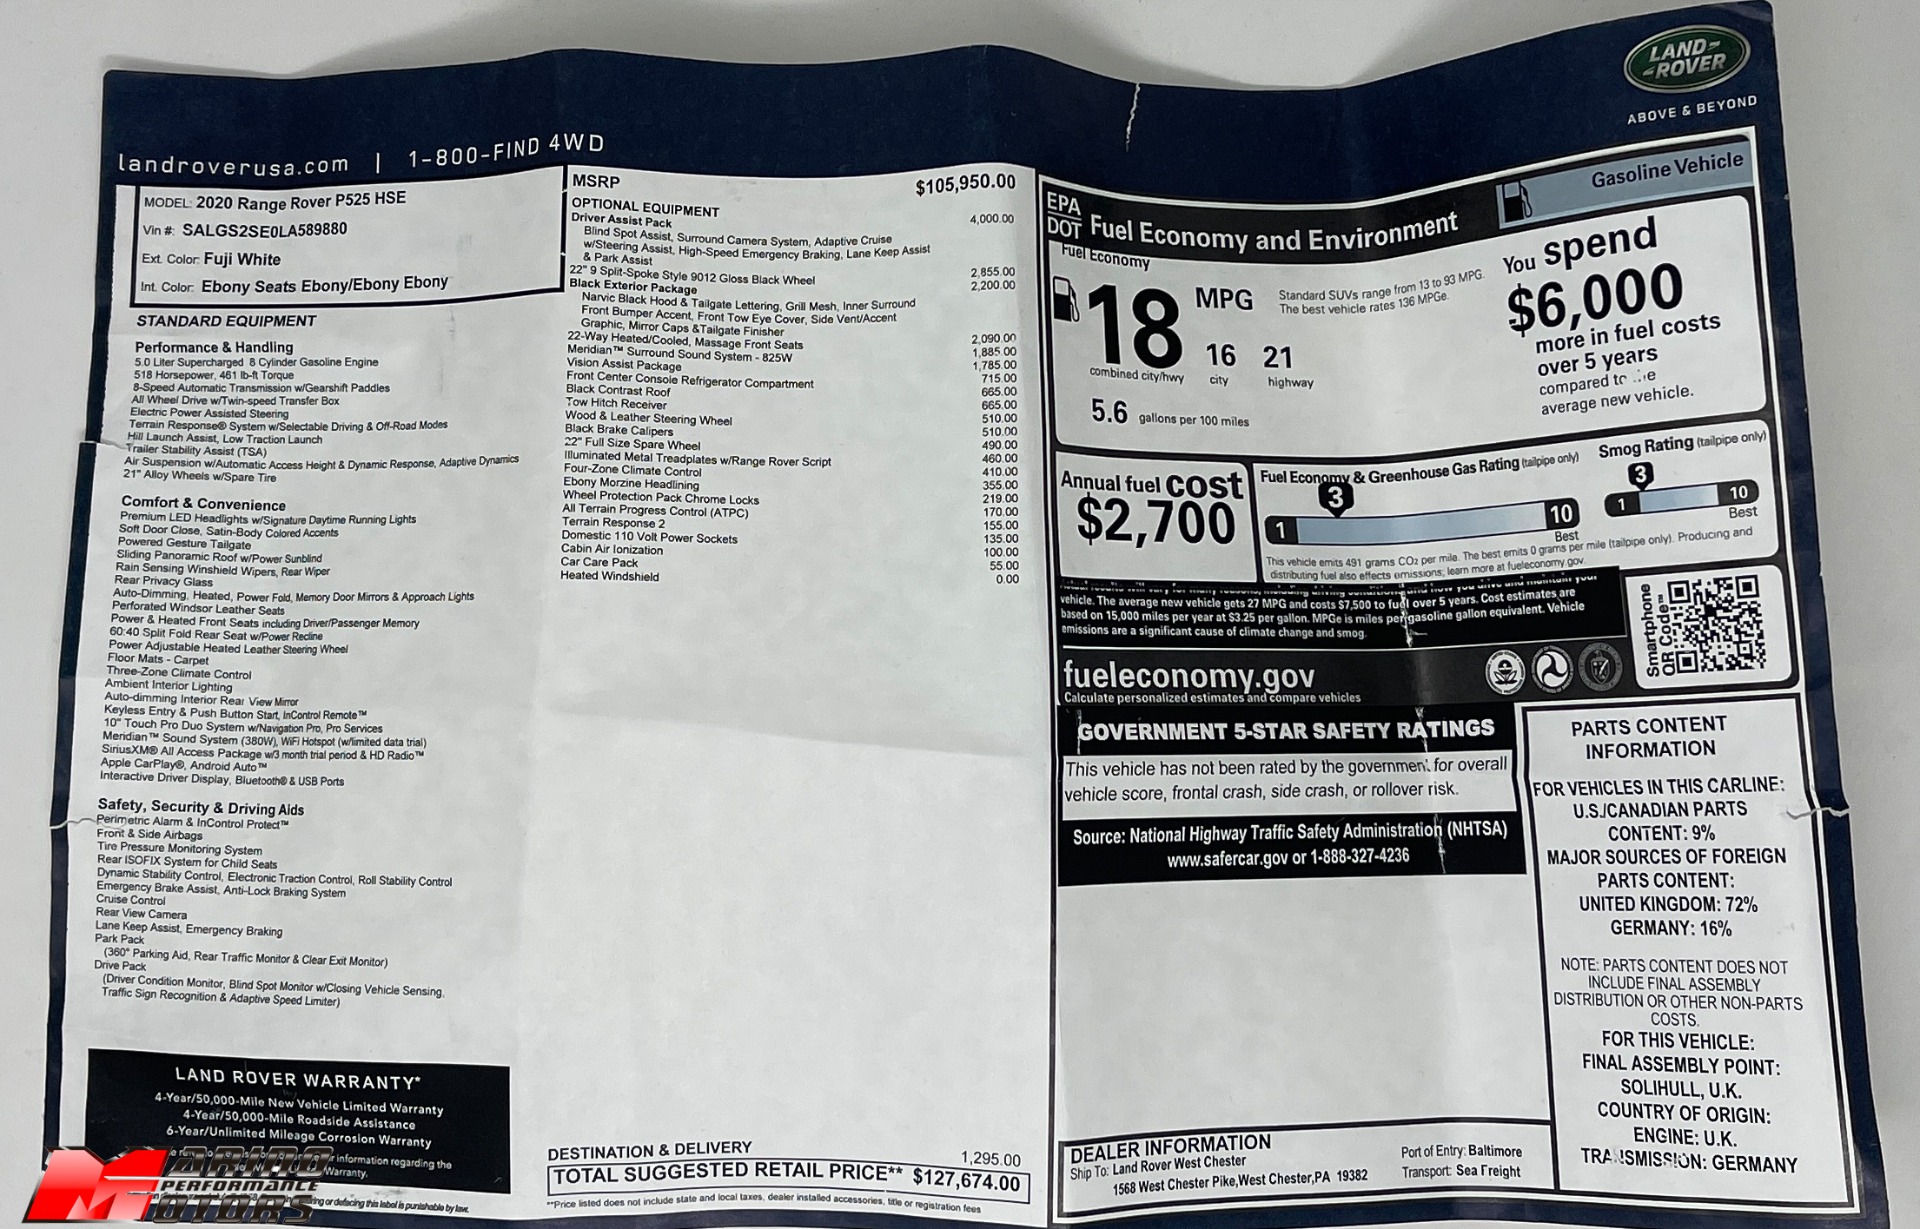 LAND-
-ROVER
ABOVE & BEYOND
landroverusa.com | 1-800-FIND 4WD
MODEL: 2020 Range Rover P525 HSE
Vin #: SALGS2SE0LA589880
Ext. Color: Fuji White
Int. Color: Ebony Seats Ebony/Ebony Ebony
STANDARD EQUIPMENT
Performance & Handling
5.0 Liter Supercharged 8 Cylinder Gasoline Engine
518 Horsepower, 461 lb-ft Torque
8-Speed Automatic Transmission w/Gearshift Paddles
All Wheel Drive w/Twin-speed Transfer Box
Electric Power Assisted Steering
Terrain Response® System w/Selectable Driving & Off-Road Modes
Hill Launch Assist, Low Traction Launch
Trailer Stability Assist (TSA)
Air Suspension w/Automatic Access Height & Dynamic Response, Adaptive Dynamics
21" Alloy Wheels w/Spare Tire
Comfort & Convenience
Premium LED Headlights w/Signature Daytime Running Lights
Soft Door Close, Satin-Body Colored Accents
Powered Gesture Tailgate
Sliding Panoramic Roof w/Power Sunblind
Rain Sensing Winshield Wipers, Rear Wiper
Rear Privacy Glass
Auto-Dimming, Heated, Power Fold, Memory Door Mirrors & Approach Lights
Perforated Windsor Leather Seats
Power & Heated Front Seats including Driver/Passenger Memory
60:40 Split Fold Rear Seat w/Power Recline
Power Adjustable Heated Leather Steering Wheel
Floor Mats - Carpet
Three-Zone Climate Control
Ambient Interior Lighting
Auto-dimming Interior Rear View Mirror
Keyless Entry & Push Button Start, InControl Remote™
10" Touch Pro Duo System w/Navigation Pro, Pro Services
Meridian™ Sound System (380W), WiFi Hotspot (w/limited data trial)
SiriusXM® All Access Package w/3 month trial period & HD Radio™
Apple CarPlay®, Android Auto™
Interactive Driver Display, Bluetooth® & USB Ports
Safety, Security & Driving Aids
Perimetric Alarm & InControl Protect™
Front & Side Airbags
Tire Pressure Monitoring System
Rear ISOFIX System for Child Seats
Dynamic Stability Control, Electronic Traction Control, Roll Stability Control
Emergency Brake Assist, Anti-Lock Braking System
Cruise Control
Rear View Camera
Lane Keep Assist, Emergency Braking
Park Pack
(360° Parking Aid, Rear Traffic Monitor & Clear Exit Monitor)
Drive Pack
(Driver Condition Monitor, Blind Spot Monitor w/Closing Vehicle Sensing,
Traffic Sign Recognition & Adaptive Speed Limiter)
LAND ROVER WARRANTY*
4-Year/50,000-Mile New Vehicle Limited Warranty
4-Year/50,000-Mile Roadside Assistance
6-Year/Unlimited Mileage Corrosion Warranty
information regarding the
Warranty.
or defacing this label is punishable by law.
MARINO
PERFORMANCE
MOTORS
MSRP $105,950.00
OPTIONAL EQUIPMENT
Driver Assist Pack 4,000.00
Blind Spot Assist, Surround Camera System, Adaptive Cruise
w/Steering Assist, High-Speed Emergency Braking, Lane Keep Assist
& Park Assist
22" 9 Split-Spoke Style 9012 Gloss Black Wheel 2,855.00
Black Exterior Package 2,200.00
Narvic Black Hood & Tailgate Lettering, Grill Mesh, Inner Surround
Front Bumper Accent, Front Tow Eye Cover, Side Vent/Accent
Graphic, Mirror Caps &Tailgate Finisher
22-Way Heated/Cooled, Massage Front Seats 2,090.00
Meridian™ Surround Sound System - 825W 1,885.00
Vision Assist Package 1,785.00
Front Center Console Refrigerator Compartment 715.00
Black Contrast Roof 665.00
Tow Hitch Receiver 665.00
Wood & Leather Steering Wheel 510.00
Black Brake Calipers 510.00
22" Full Size Spare Wheel 490.00
Illuminated Metal Treadplates w/Range Rover Script 460.00
Four-Zone Climate Control 410.00
Ebony Morzine Headlining 355.00
Wheel Protection Pack Chrome Locks 219.00
All Terrain Progress Control (ATPC) 170.00
Terrain Response 2 155.00
Domestic 110 Volt Power Sockets 135.00
Cabin Air Ionization 100.00
Car Care Pack 55.00
Heated Windshield 0.00
DESTINATION & DELIVERY 1,295.00
TOTAL SUGGESTED RETAIL PRICE** $127,674.00
**Price listed does not include state and local taxes, dealer installed accessories, title or registration fees
EPA
DOT Fuel Economy and Environment
Gasoline Vehicle
Fuel Economy
18 MPG
combined city/hwy
16 city
21 highway
5.6 gallons per 100 miles
Standard SUVs range from 13 to 93 MPG.
The best vehicle rates 136 MPGe.
You spend
$6,000
more in fuel costs
over 5 years
compared to
average new vehicle.
Annual fuel cost
$2,700
Fuel Economy & Greenhouse Gas Rating (tailpipe only)
3
1 10
Best
Smog Rating (tailpipe only)
3
1 10
Best
This vehicle emits 491 grams CO2 per mile. The best emits 0 grams per mile (tailpipe only). Producing and
distributing fuel also effects emissions; learn more at fueleconomy.gov.
Actual results will vary for many reasons, including driving conditions and how you drive and maintain your
vehicle. The average new vehicle gets 27 MPG and costs $7,500 to fuel over 5 years. Cost estimates are
based on 15,000 miles per year at $3.25 per gallon. MPGe is miles per gasoline gallon equivalent. Vehicle
emissions are a significant cause of climate change and smog.
fueleconomy.gov
Calculate personalized estimates and compare vehicles
Smartphone
QR Code™
GOVERNMENT 5-STAR SAFETY RATINGS
This vehicle has not been rated by the government for overall
vehicle score, frontal crash, side crash, or rollover risk.
Source: National Highway Traffic Safety Administration (NHTSA)
www.safercar.gov or 1-888-327-4236
PARTS CONTENT
INFORMATION
FOR VEHICLES IN THIS CARLINE:
U.S./CANADIAN PARTS
CONTENT: 9%
MAJOR SOURCES OF FOREIGN
PARTS CONTENT:
UNITED KINGDOM: 72%
GERMANY: 16%
NOTE: PARTS CONTENT DOES NOT
INCLUDE FINAL ASSEMBLY
DISTRIBUTION OR OTHER NON-PARTS
COSTS.
FOR THIS VEHICLE:
FINAL ASSEMBLY POINT:
SOLIHULL, U.K.
COUNTRY OF ORIGIN:
ENGINE: U.K.
TRANSMISSION: GERMANY
DEALER INFORMATION
Ship To: Land Rover West Chester
1568 West Chester Pike,West Chester,PA 19382
Port of Entry: Baltimore
Transport: Sea Freight